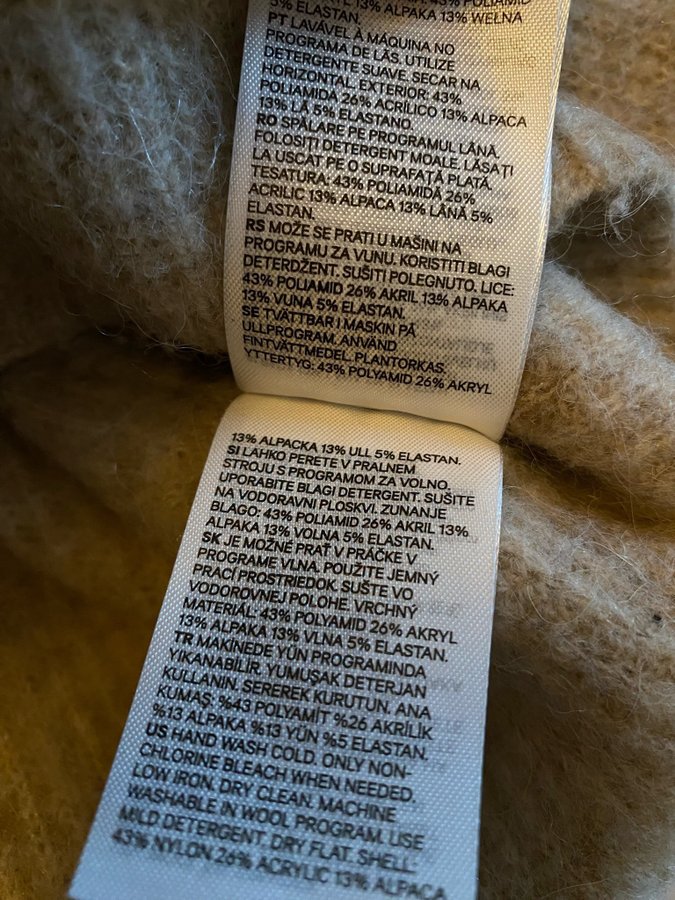 13% ALPAKA 13% WEŁNA
5% ELASTAN.
PT LAVÁVEL À MÁQUINA NO
PROGRAMA DE LÃS. UTILIZE
DETERGENTE SUAVE. SECAR NA
HORIZONTAL. EXTERIOR: 43%
POLIAMIDA 26% ACRÍLICO 13% ALPACA
13% LÃ 5% ELASTANO.
RO SPĂLARE PE PROGRAMUL LÂNĂ.
FOLOSIȚI DETERGENT MOALE. LĂSAȚI
LA USCAT PE O SUPRAFAȚĂ PLATĂ.
TESATURA: 43% POLIAMIDĂ 26%
ACRILIC 13% ALPACA 13% LÂNĂ 5%
ELASTAN.
RS MOŽE SE PRATI U MAŠINI NA
PROGRAMU ZA VUNU. KORISTITI BLAGI
DETERDŽENT. SUŠITI POLEGNUTO. LICE:
43% POLIAMID 26% AKRIL 13% ALPAKA
13% VUNA 5% ELASTAN.
SE TVÄTTBAR I MASKIN PÅ
ULLPROGRAM. ANVÄND
FINTVÄTTMEDEL. PLANTORKAS.
YTTERTYG: 43% POLYAMID 26% AKRYL
13% ALPACKA 13% ULL 5% ELASTAN.
SI LAHKO PERETE V PRALNEM
STROJU S PROGRAMOM ZA VOLNO.
UPORABITE BLAGI DETERGENT. SUŠITE
NA VODORAVNI PLOSKVI. ZUNANJE
BLAGO: 43% POLIAMID 26% AKRIL 13%
ALPAKA 13% VOLNA 5% ELASTAN.
SK JE MOŽNÉ PRAŤ V PRÁČKE V
PROGRAME VLNA. POUŽITE JEMNÝ
PRACÍ PROSTRIEDOK. SUŠTE VO
VODOROVNEJ POLOHE. VRCHNÝ
MATERIÁL: 43% POLYAMID 26% AKRYL
13% ALPAKA 13% VLNA 5% ELASTAN.
TR MAKINEDE YÜN PROGRAMINDA
YIKANABİLİR. YUMUŞAK DETERJAN
KULLANIN. SEREREK KURUTUN. ANA
KUMAŞ: %43 POLYAMİT %26 AKRİLİK
%13 ALPAKA %13 YÜN %5 ELASTAN.
US HAND WASH COLD. ONLY NON-
CHLORINE BLEACH WHEN NEEDED.
LOW IRON. DRY CLEAN. MACHINE
WASHABLE IN WOOL PROGRAM. USE
MILD DETERGENT. DRY FLAT. SHELL:
43% NYLON 26% ACRYLIC 13% ALPACA